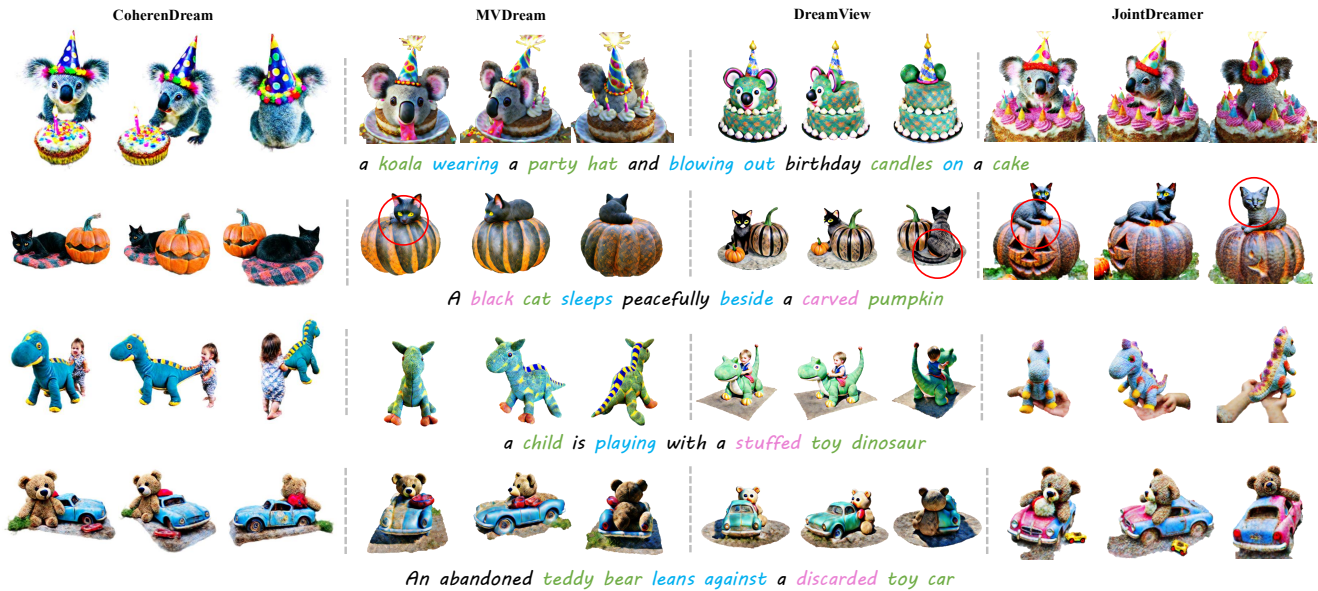 CoherenDream MVDream DreamView JointDreamer
a koala wearing a party hat and blowing out birthday candles on a cake
A black cat sleeps peacefully beside a carved pumpkin
a child is playing with a stuffed toy dinosaur
An abandoned teddy bear leans against a discarded toy car